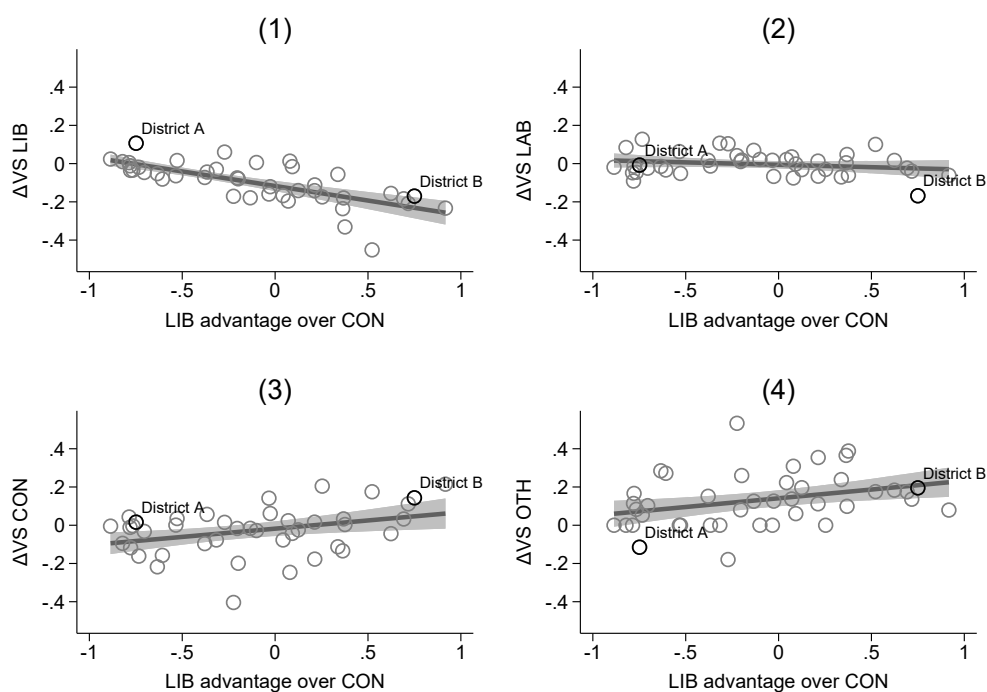 (1)
ΔVS LIB
.4
.2
0
-.2
-.4
District A
District B
-1
-.5
0
.5
1
LIB advantage over CON
(2)
ΔVS LAB
.4
.2
0
-.2
-.4
District A
District B
-1
-.5
0
.5
1
LIB advantage over CON
(3)
ΔVS CON
.4
.2
0
-.2
-.4
District A
District B
-1
-.5
0
.5
1
LIB advantage over CON
(4)
ΔVS OTH
.4
.2
0
-.2
-.4
District A
District B
-1
-.5
0
.5
1
LIB advantage over CON